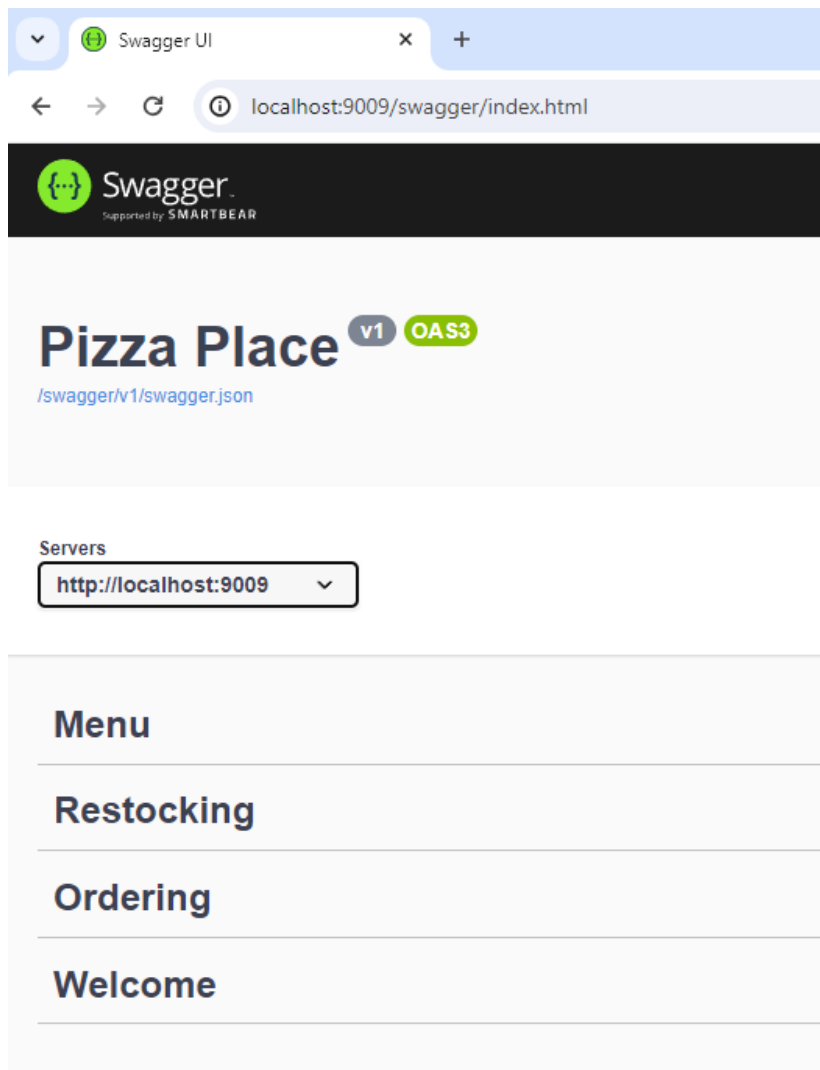 Swagger UI
localhost:9009/swagger/index.html
Swagger.
Supported by SMARTBEAR
Pizza Place v1 OAS3
/swagger/v1/swagger.json
Servers
http://localhost:9009
Menu
Restocking
Ordering
Welcome